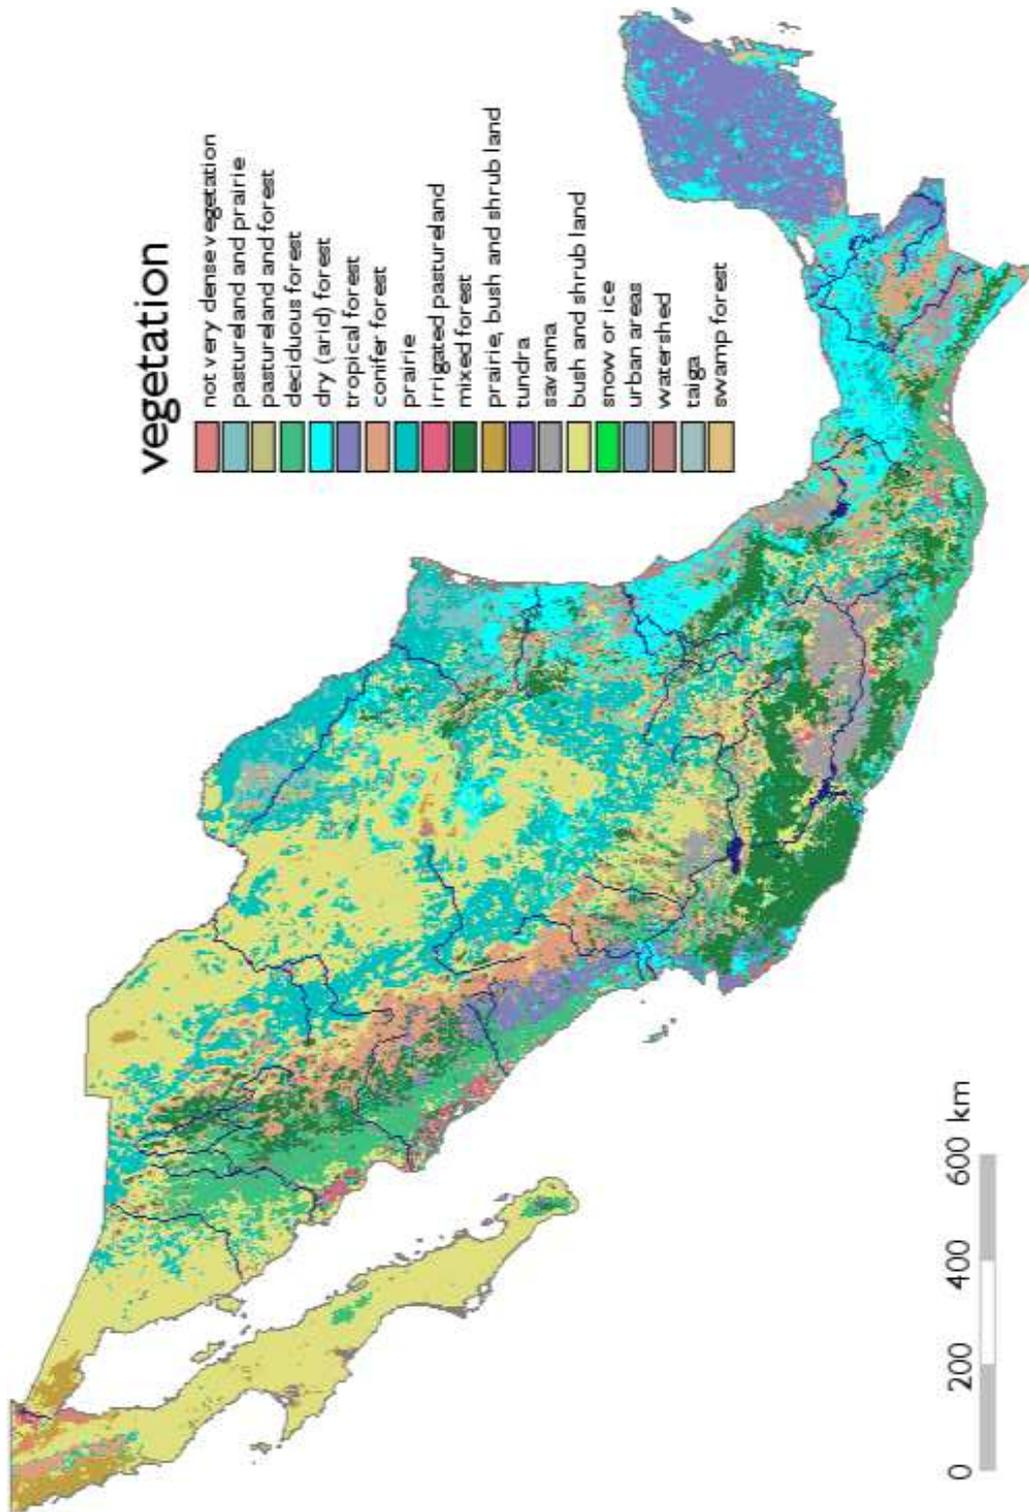 vegetation
not very dense vegetation
pastureland and prairie
pastureland and forest
deciduous forest
dry (arid) forest
tropical forest
conifer forest
prairie
irrigated pastureland
mixed forest
prairie, bush and shrub land
tundra
savanna
bush and shrub land
snow or ice
urban areas
watershed
taiga
swamp forest
0 200 400 600 km